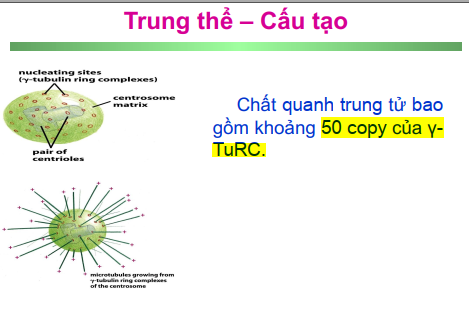 Trung thể – Cấu tạo
nucleating sites
(γ-tubulin ring complexes)
centrosome
matrix
pair of
centrioles
Chất quanh trung tử bao
gồm khoảng 50 copy của γ-
TuRC.
microtubules growing from
γ-tubulin ring complexes
of the centrosome